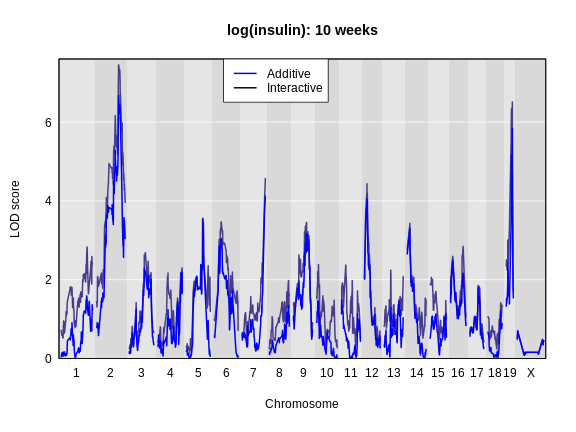 log(insulin): 10 weeks
Additive
Interactive
6
4
2
0
LOD score
1 2 3 4 5 6 7 8 9 10 11 12 13 14 15 16 17 18 19 X
Chromosome